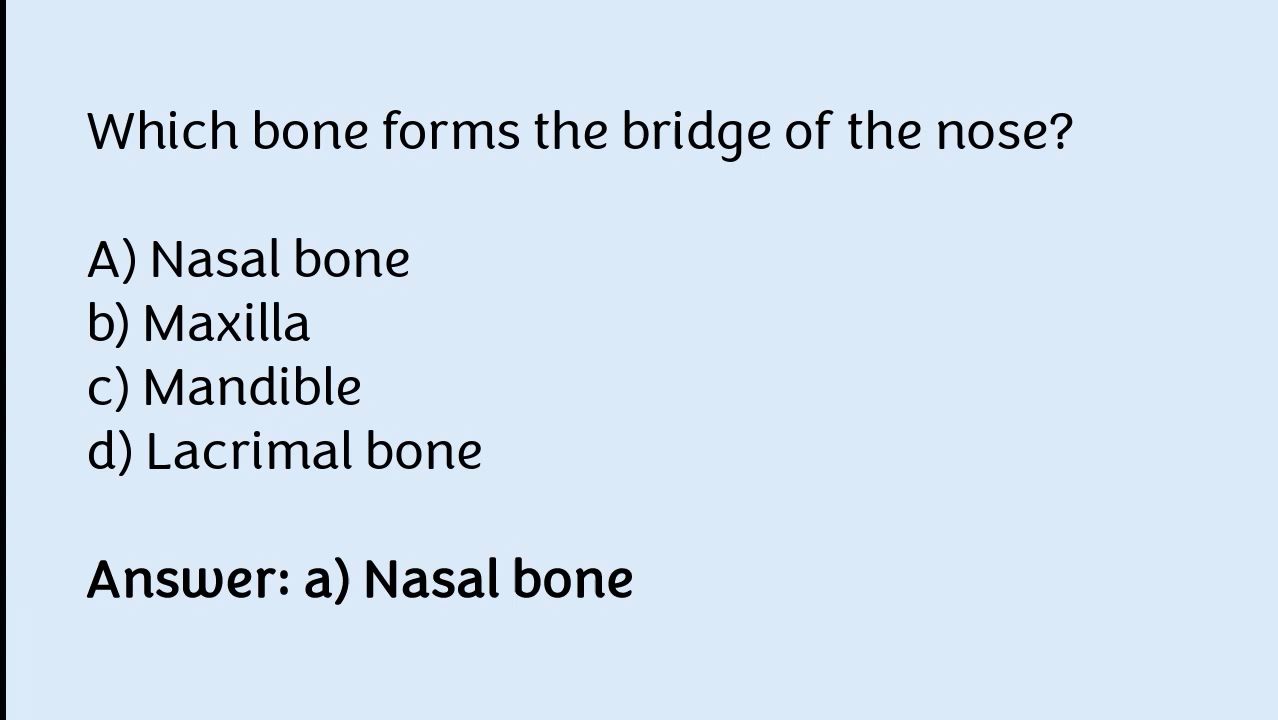 Which bone forms the bridge of the nose?
A) Nasal bone
b) Maxilla
c) Mandible
d) Lacrimal bone
Answer: a) Nasal bone